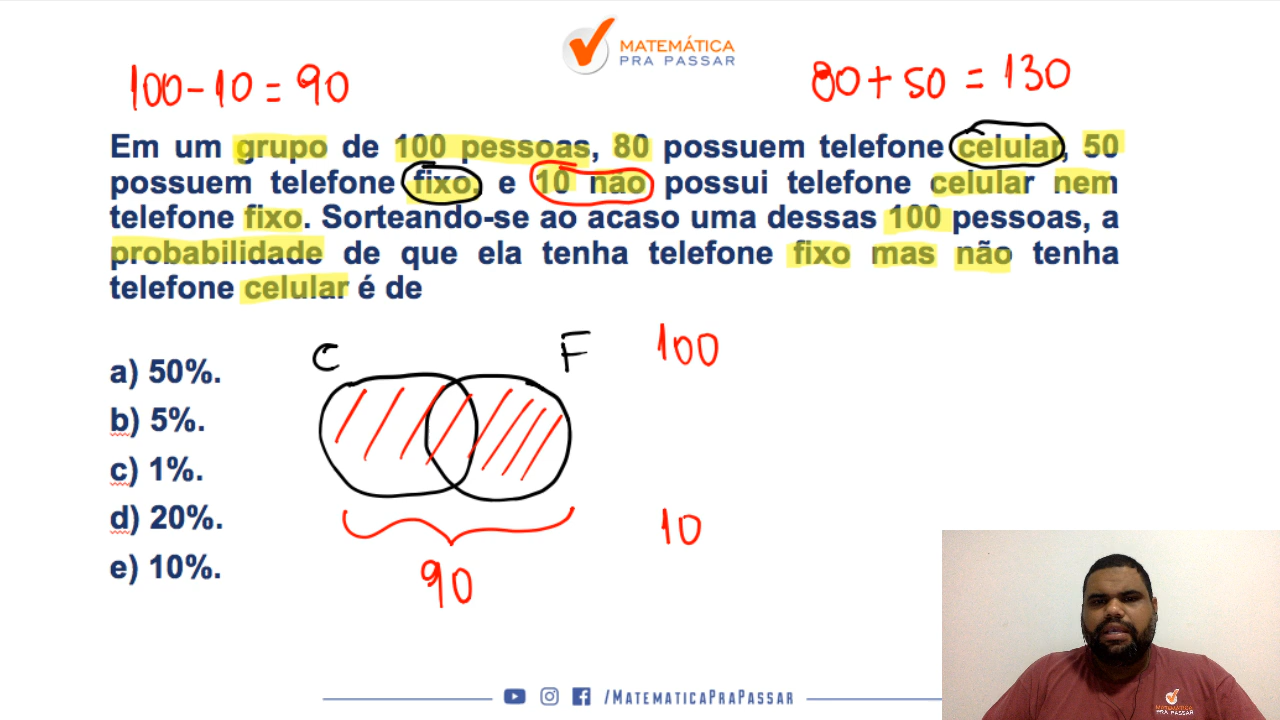 MATEMÁTICA
PRA PASSAR
100-10=90
80+50=130
Em um grupo de 100 pessoas, 80 possuem telefone celular, 50
possuem telefone fixo, e 10 não possui telefone celular nem
telefone fixo. Sorteando-se ao acaso uma dessas 100 pessoas, a
probabilidade de que ela tenha telefone fixo mas não tenha
telefone celular é de
C F 100
a) 50%.
b) 5%.
c) 1%.
d) 20%.
10
e) 10%.
90
/MATEMATICAPRAPASSAR
MATEMÁTICA
PRA PASSAR